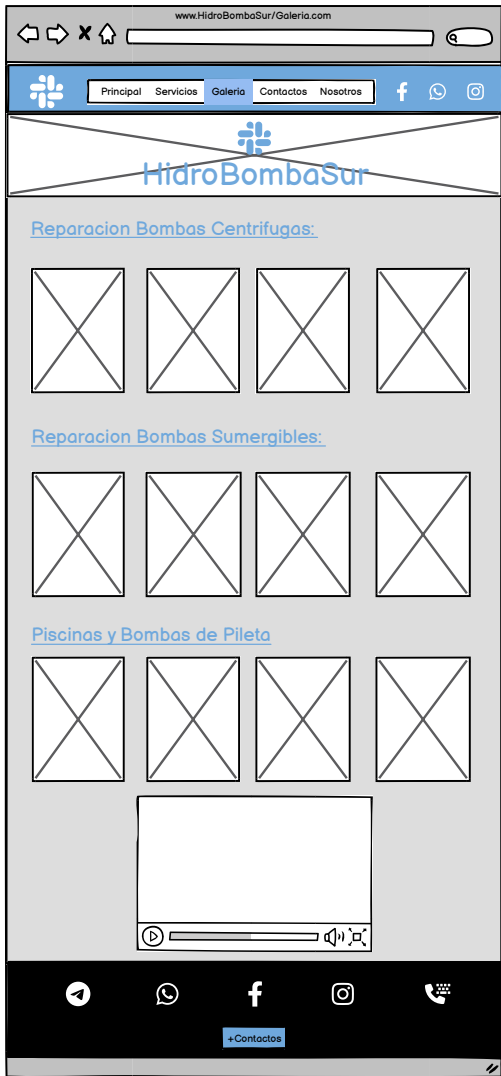 www.HidroBombaSur/Galeria.com
Principal Servicios Galeria Contactos Nosotros
HidroBombaSur
Reparacion Bombas Centrifugas:
Reparacion Bombas Sumergibles:
Piscinas y Bombas de Pileta
+Contactos